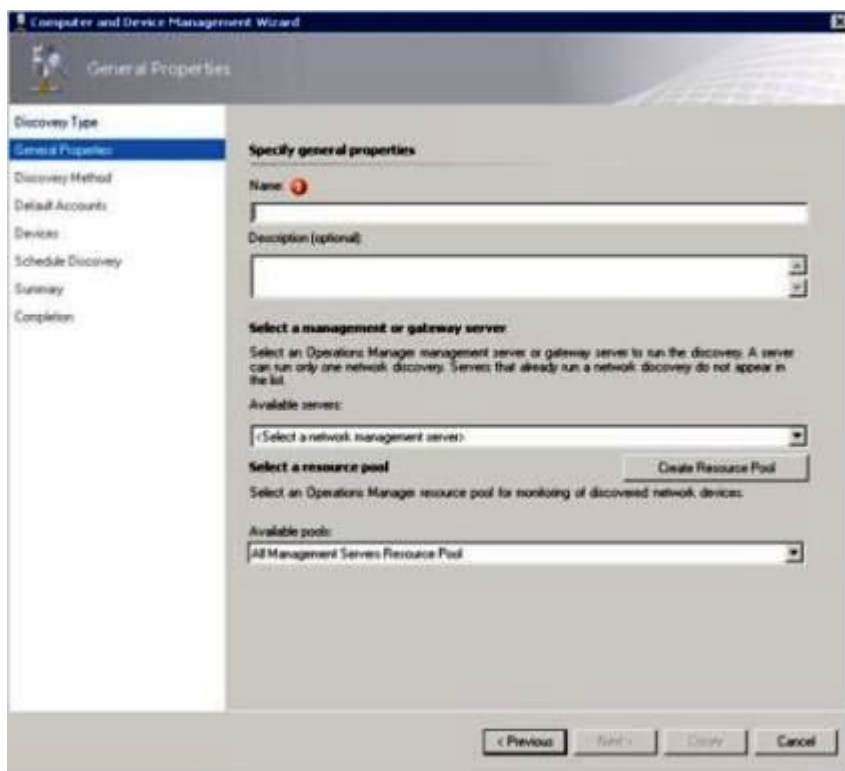 Computer and Device Management Wizard
General Properties
Discovery Type
General Properties
Discovery Method
Default Accounts
Devices
Schedule Discovery
Summary
Completion
Specify general properties
Name:
Description (optional):
Select a management or gateway server
Select an Operations Manager management server or gateway server to run the discovery. A server
can run only one network discovery. Servers that already run a network discovery do not appear in
the list.
Available servers:
<Select a network management server>
Select a resource pool
Create Resource Pool
Select an Operations Manager resource pool for monitoring of discovered network devices.
Available pools:
All Management Servers Resource Pool
< Previous
Next >
Create
Cancel